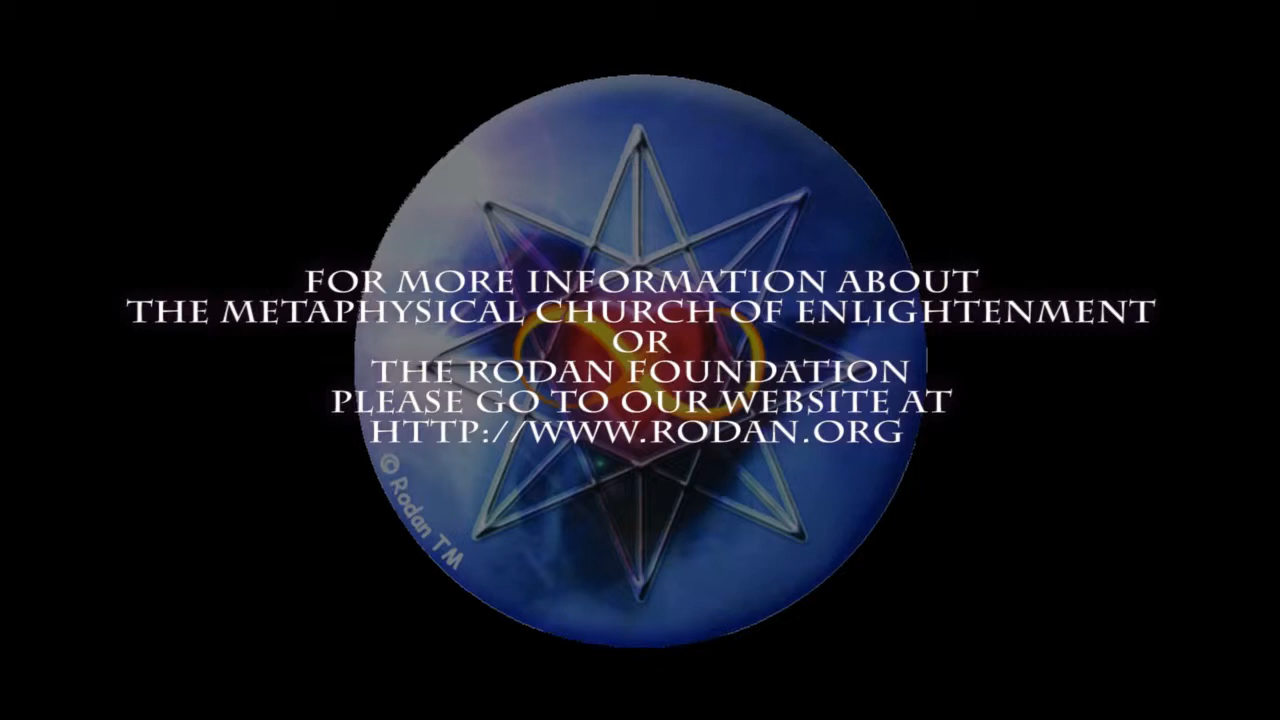 FOR MORE INFORMATION ABOUT
THE METAPHYSICAL CHURCH OF ENLIGHTENMENT
OR
THE RODAN FOUNDATION
PLEASE GO TO OUR WEBSITE AT
HTTP://WWW.RODAN.ORG
© Rodan TM